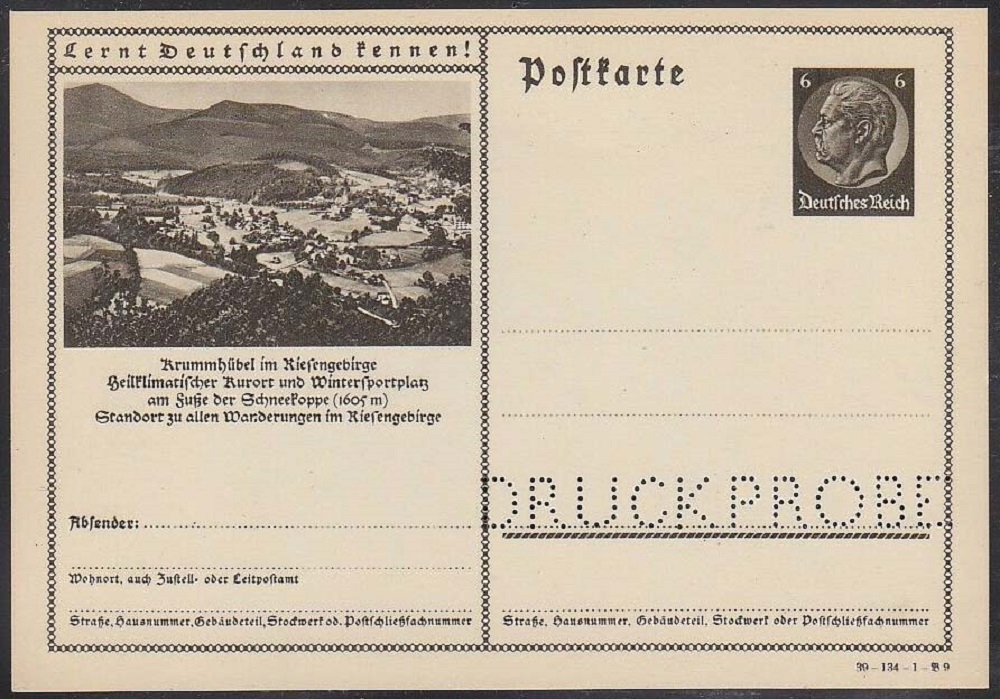 Lernt Deutschland kennen!
Postkarte
6 6
Deutsches Reich
Krummhübel im Riesengebirge
Heilklimatischer Kurort und Wintersportplatz
am Fuße der Schneekoppe (1605 m)
Standort zu allen Wanderungen im Riesengebirge
DRUCKPROBE
Absender:
Wohnort, auch Zustell- oder Leitpostamt
Straße, Hausnummer, Gebäudeteil, Stockwerk od. Postschließfachnummer
Straße, Hausnummer, Gebäudeteil, Stockwerk oder Postschließfachnummer
39 – 134 – 1 – B 9